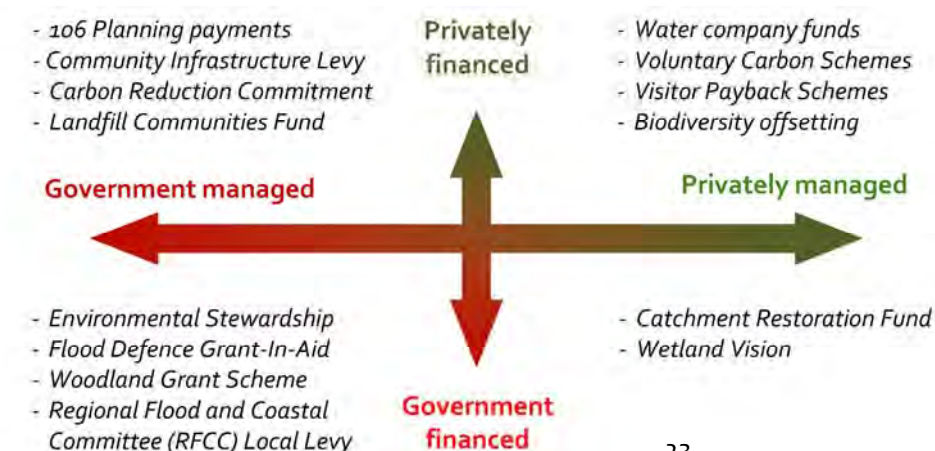 - 106 Planning payments
- Community Infrastructure Levy
- Carbon Reduction Commitment
- Landfill Communities Fund
Privately
financed
- Water company funds
- Voluntary Carbon Schemes
- Visitor Payback Schemes
- Biodiversity offsetting
Government managed
Privately managed
- Environmental Stewardship
- Flood Defence Grant-In-Aid
- Woodland Grant Scheme
- Regional Flood and Coastal
Committee (RFCC) Local Levy
Government
financed
- Catchment Restoration Fund
- Wetland Vision